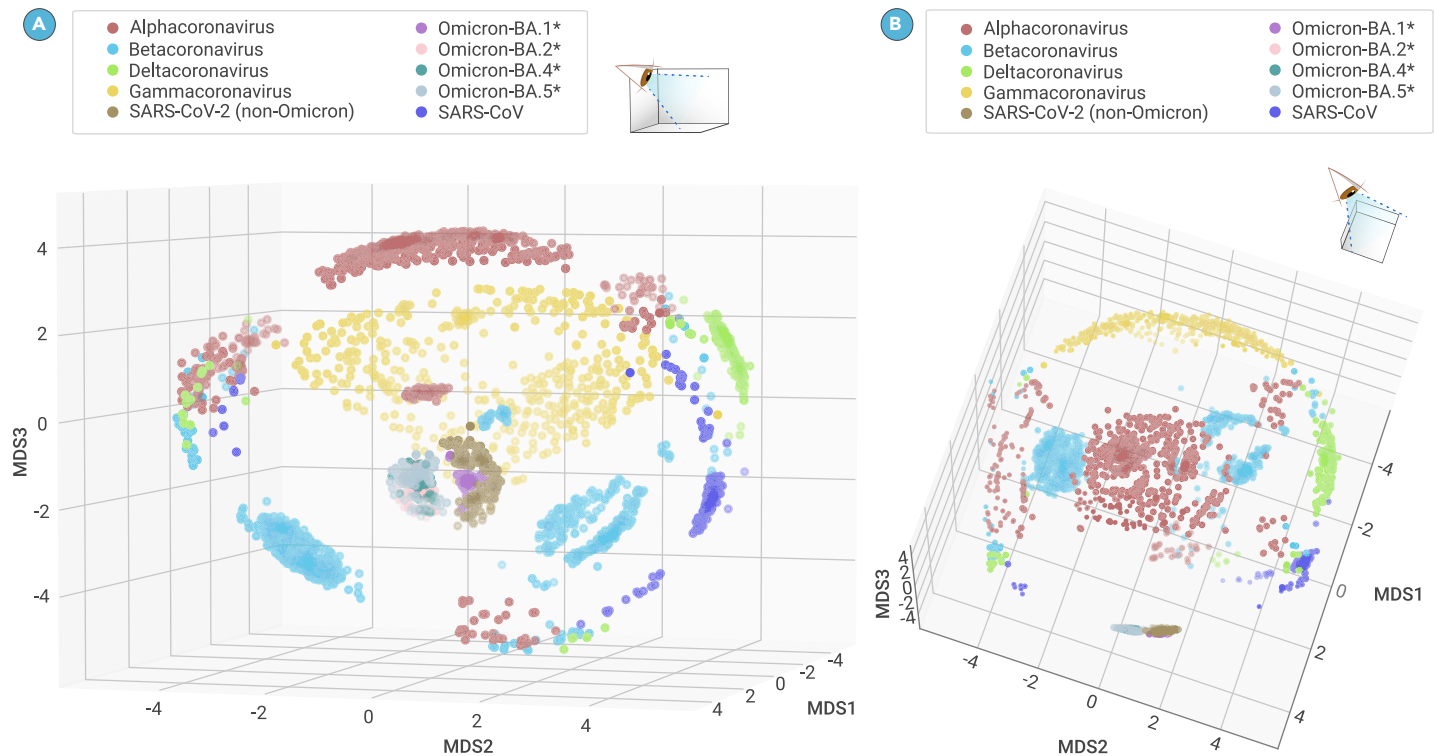 A
Alphacoronavirus
Betacoronavirus
Deltacoronavirus
Gammacoronavirus
SARS-CoV-2 (non-Omicron)
Omicron-BA.1*
Omicron-BA.2*
Omicron-BA.4*
Omicron-BA.5*
SARS-CoV
4
2
0
-2
-4
MDS3
-4
-2
0
2
4
MDS2
4
2
0
-2
-4
MDS1
B
Alphacoronavirus
Betacoronavirus
Deltacoronavirus
Gammacoronavirus
SARS-CoV-2 (non-Omicron)
Omicron-BA.1*
Omicron-BA.2*
Omicron-BA.4*
Omicron-BA.5*
SARS-CoV
4
2
0
-2
-4
MDS3
-4
-2
0
2
4
MDS2
-4
-2
0
2
4
MDS1